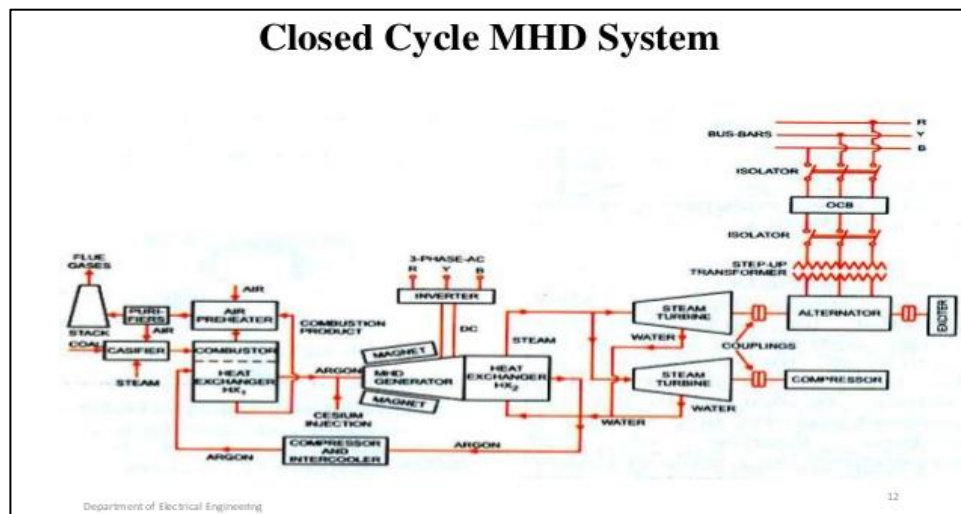 Closed Cycle MHD System
R
BUS-BARS
Y
B
ISOLATOR
OCB
ISOLATOR
STEP-UP
TRANSFORMER
FLUE
GASES
3-PHASE-AC
R Y B
INVERTER
AIR
PURI-
FIERS
AIR
PREHEATER
STACK
AIR
COMBUSTION
PRODUCT
DC
STEAM
STEAM
TURBINE
ALTERNATOR
EXCITER
COAL
CASIFIER
COMBUSTOR
MAGNET
WATER
COUPLINGS
STEAM
HEAT
EXCHANGER
HX1
ARGON
MHD
GENERATOR
HEAT
EXCHANGER
HX2
STEAM
TURBINE
COMPRESSOR
MAGNET
CESIUM
INJECTION
WATER
WATER
ARGON
COMPRESSOR
AND
INTERCOOLER
ARGON
Department of Electrical Engineering
12